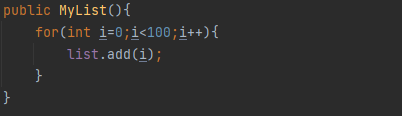 public MyList(){
for(int i=0;i<100;i++){
list.add(i);
}
}